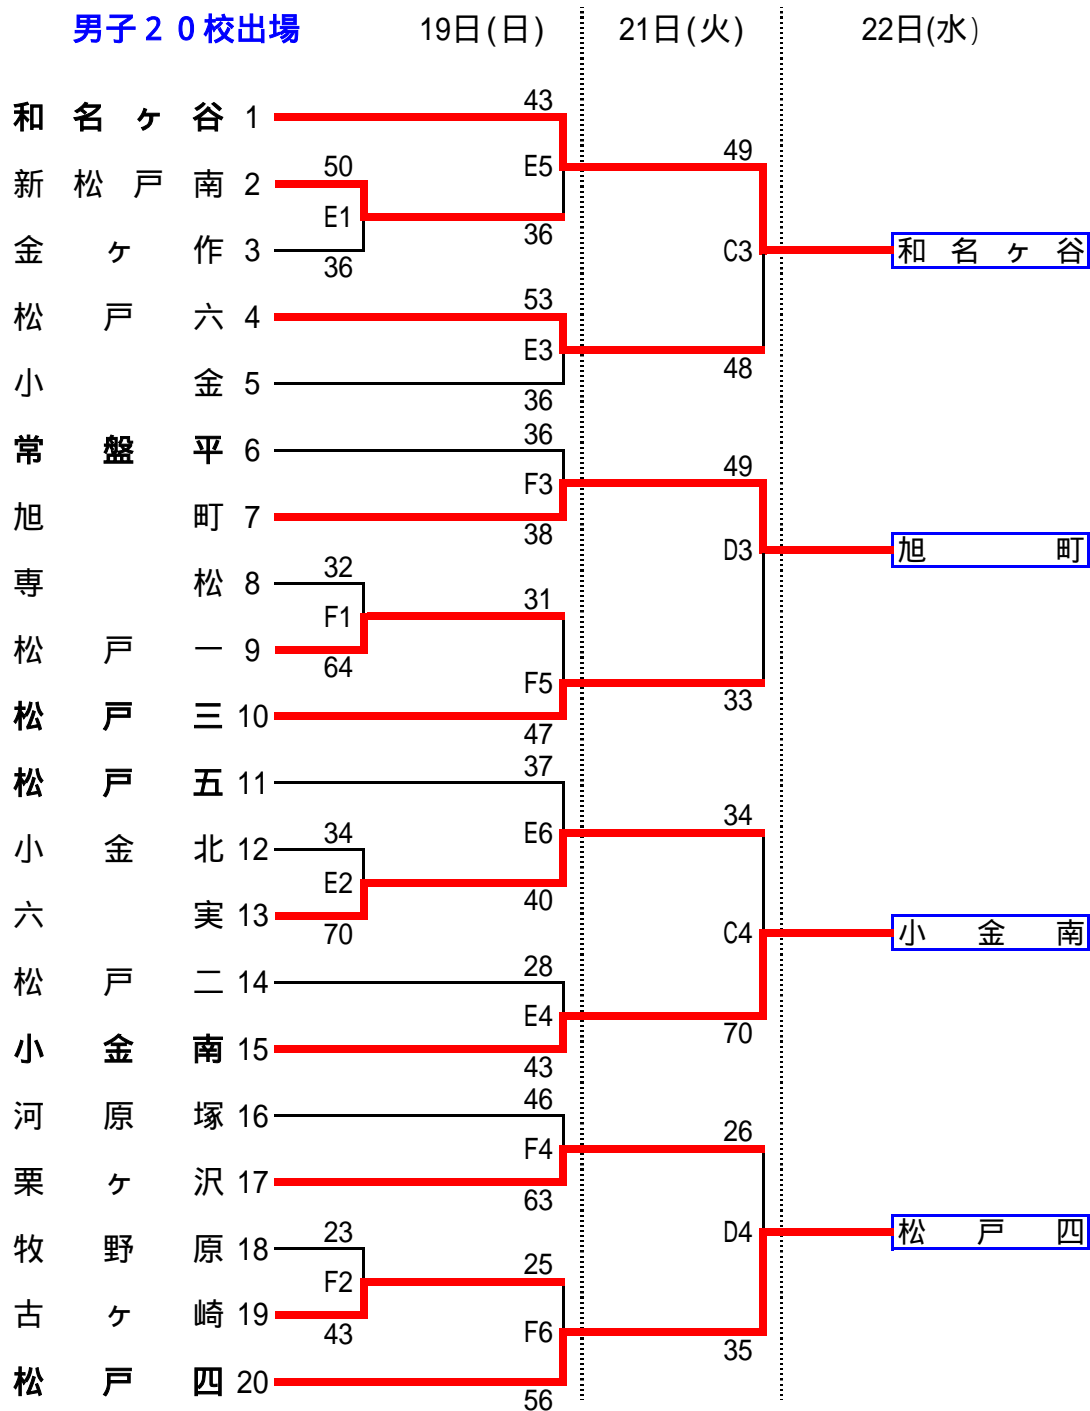 男子２０校出場 19日(日) 21日(火) 22日(水)
43
和名ヶ谷 1
49
50 E5
新松戸南 2
E1
36
金ヶ作 3 C3 和名ヶ谷
36
53
松戸六 4
E3
48
小金 5
36
36
常盤平 6
49
F3
旭町 7
38
D3 旭町
32
専松 8
31
F1
松戸一 9
64
F5
33
松戸三 10
47
37
松戸五 11
34
34 E6
小金北 12
E2
40
六実 13
70 C4 小金南
28
松戸二 14
E4
70
小金南 15
43
46
河原塚 16
26
F4
栗ヶ沢 17
63
23 D4 松戸四
牧野原 18
25
F2
古ヶ崎 19
43 F6
35
松戸四 20
56